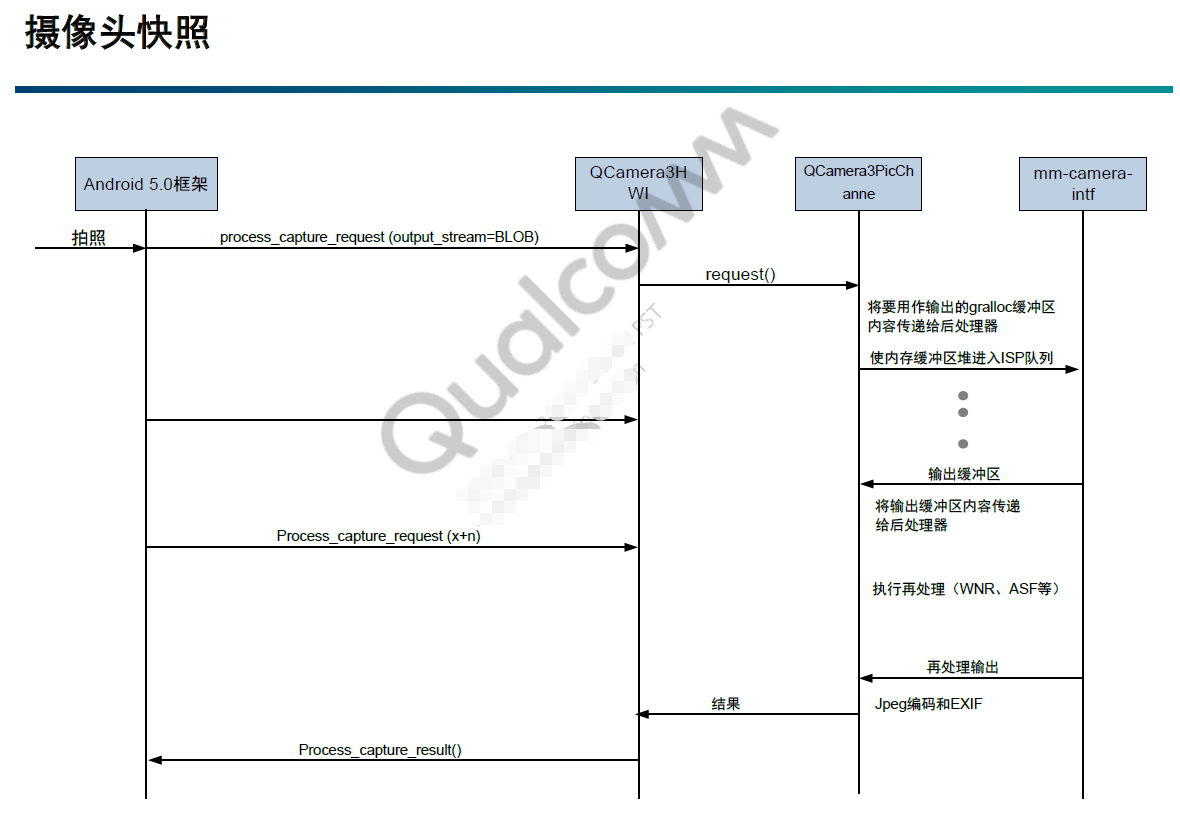 摄像头快照
Android 5.0框架
QCamera3H
WI
QCamera3PicCh
anne
mm-camera-
intf
拍照
process_capture_request (output_stream=BLOB)
request()
将要用作输出的gralloc缓冲区
内容传递给后处理器
使内存缓冲区堆进入ISP队列
输出缓冲区
将输出缓冲区内容传递
给后处理器
Process_capture_request (x+n)
执行再处理（WNR、ASF等）
再处理输出
结果
Jpeg编码和EXIF
Process_capture_result()
Qualcomm